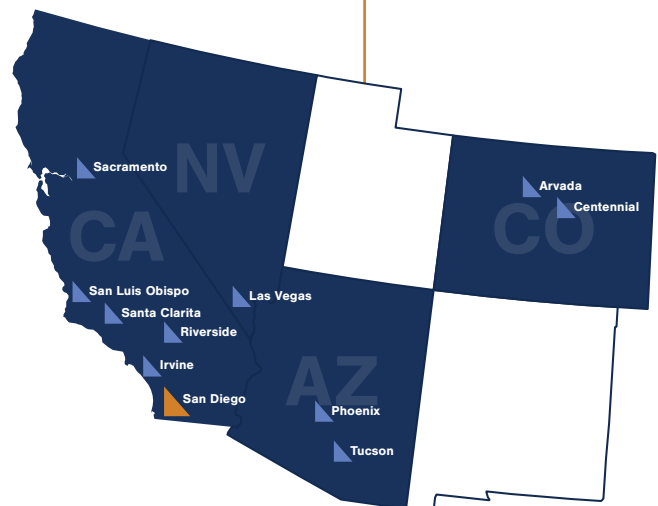 NV
Sacramento
Arvada
Centennial
CO
CA
San Luis Obispo
Las Vegas
Santa Clarita
Riverside
Irvine
AZ
San Diego
Phoenix
Tucson